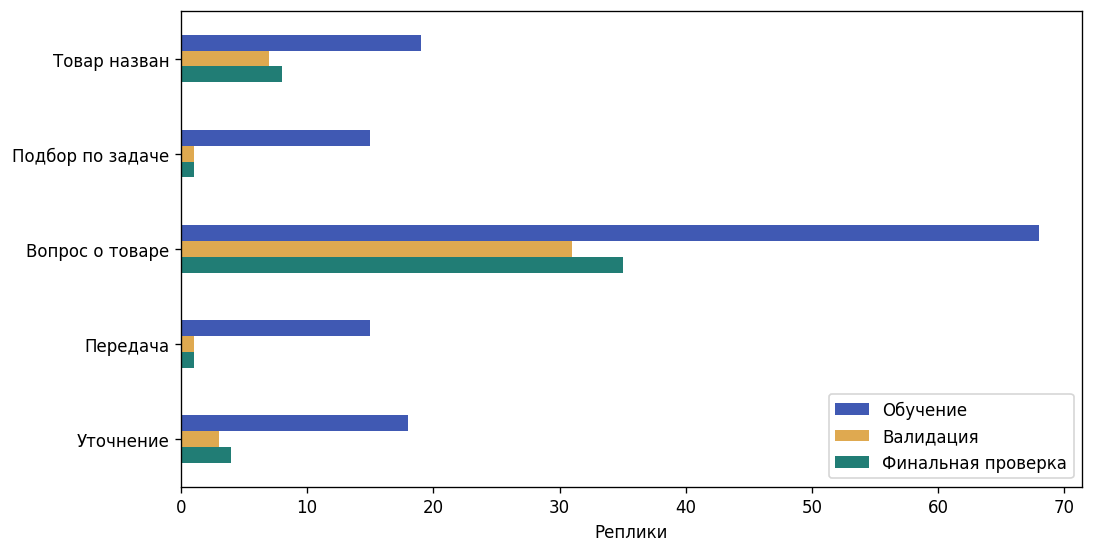 Товар назван
Подбор по задаче
Вопрос о товаре
Передача
Уточнение
Обучение
Валидация
Финальная проверка
0 10 20 30 40 50 60 70
Реплики